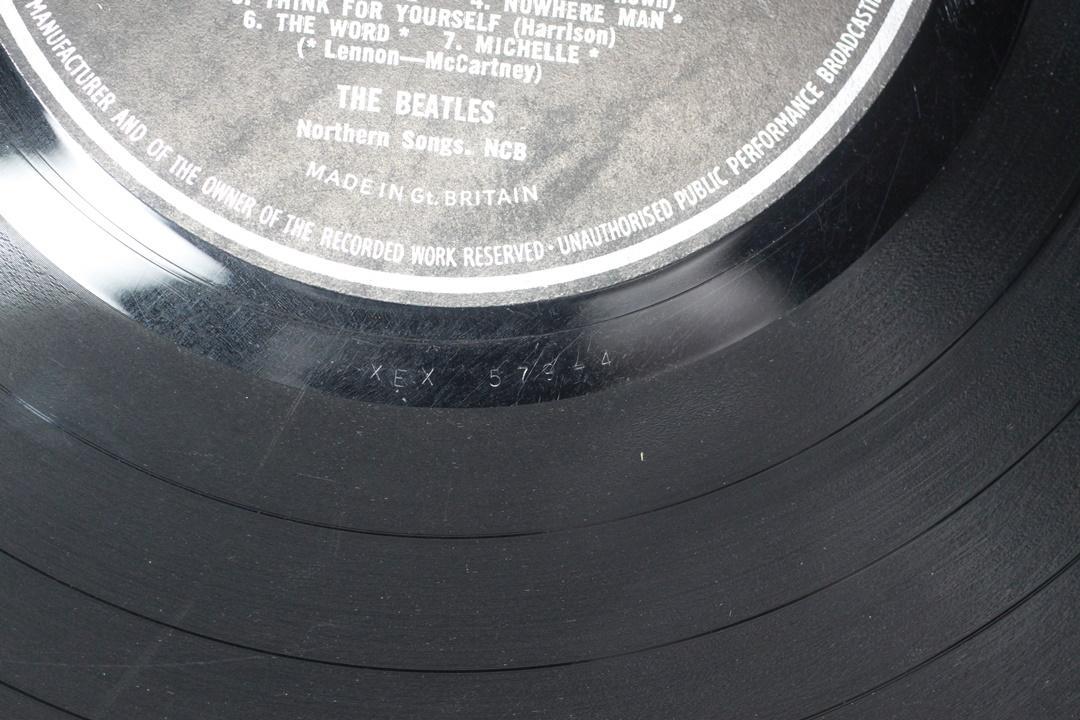 4. NOWHERE MAN *
THINK FOR YOURSELF (Harrison)
6. THE WORD * 7. MICHELLE *
(* Lennon—McCartney)
THE BEATLES
Northern Songs. NCB
MADE IN Gt. BRITAIN
MANUFACTURER AND OF THE OWNER OF THE RECORDED WORK RESERVED · UNAUTHORISED PUBLIC PERFORMANCE
XEX 579 - 4